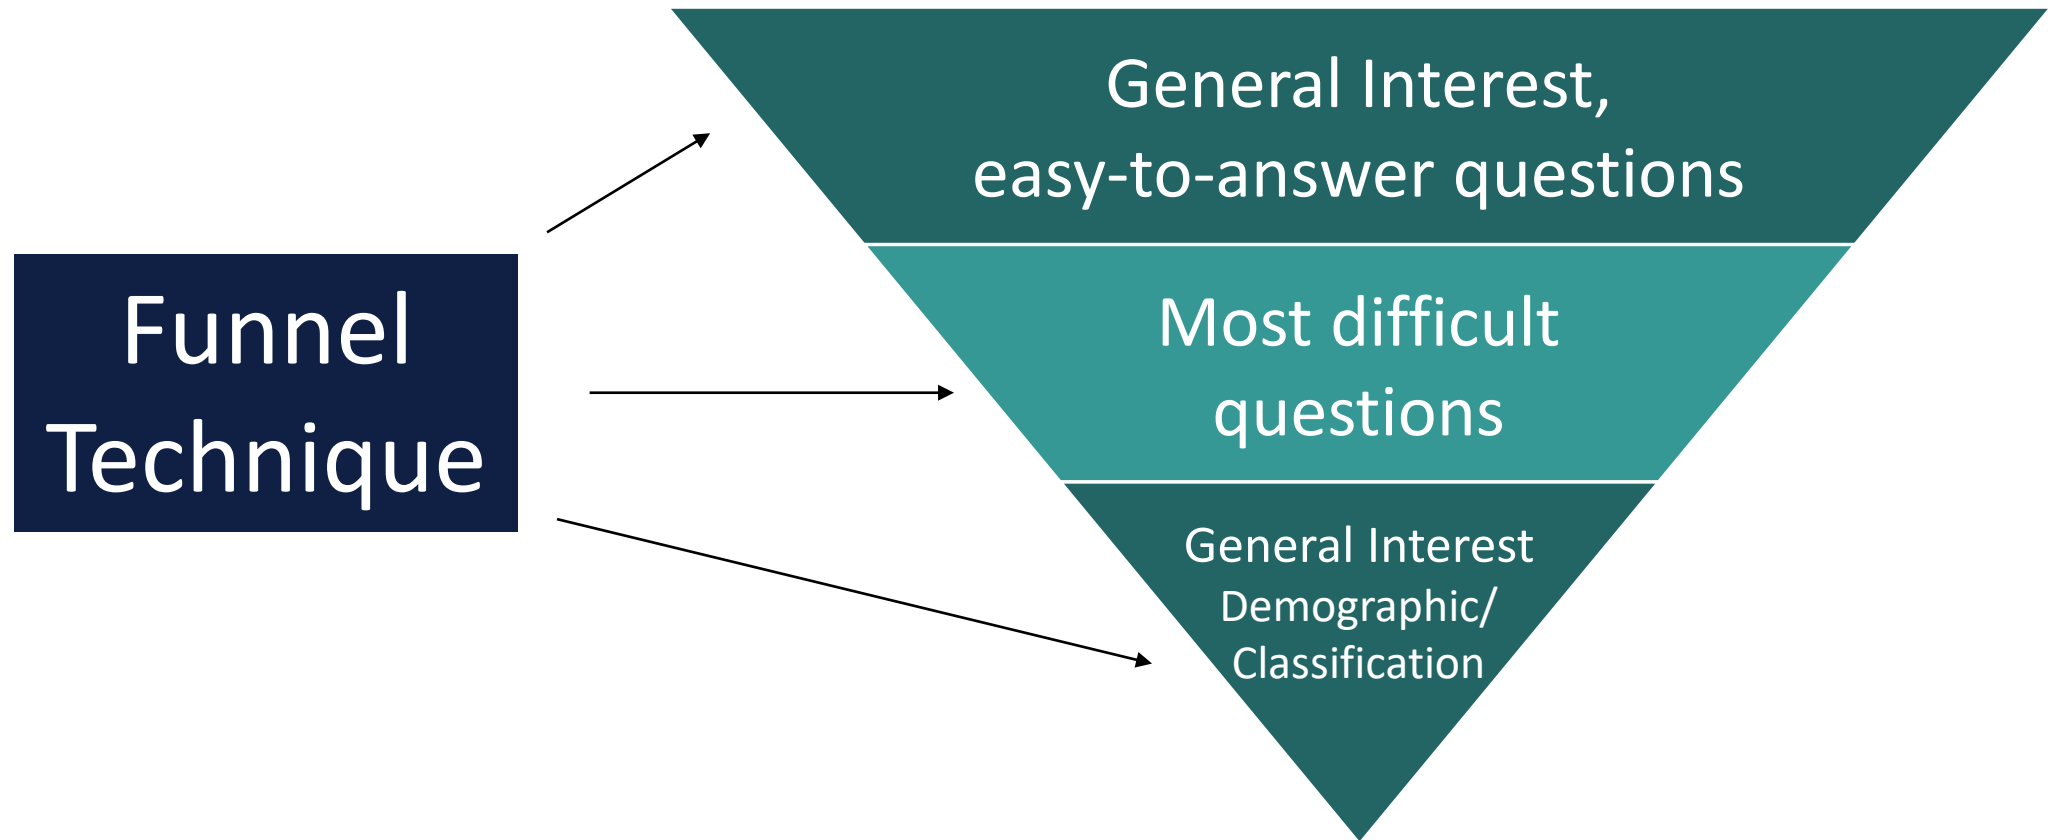 Funnel
Technique
General Interest,
easy-to-answer questions
Most difficult
questions
General Interest
Demographic/
Classification